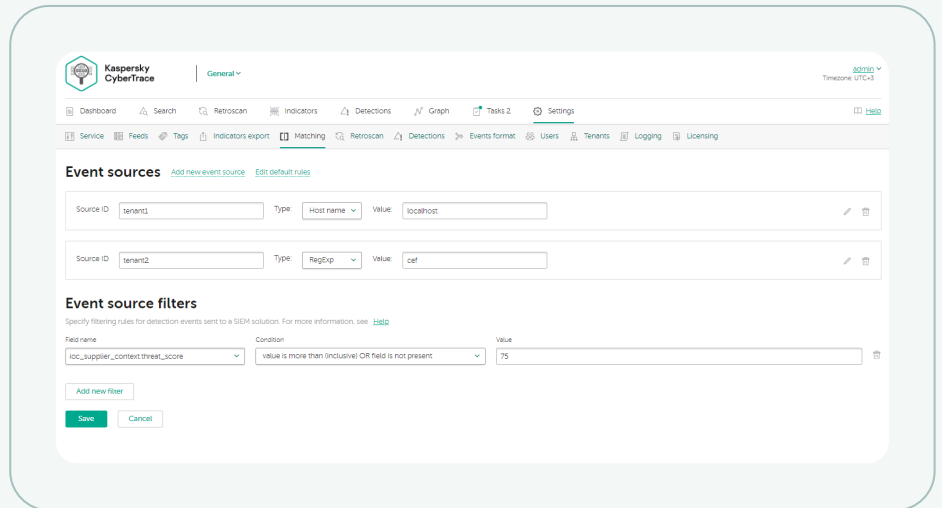 Kaspersky
CyberTrace
General
admin
Timezone: UTC+3
Dashboard Search Retroscan Indicators Detections Graph Tasks 2 Settings Help
Service Feeds Tags Indicators export Matching Retroscan Detections Events format Users Tenants Logging Licensing
Event sources Add new event source Edit default rules
Source ID tenant1 Type: Host name Value: localhost
Source ID tenant2 Type: RegExp Value: cef
Event source filters
Specify filtering rules for detection events sent to a SIEM solution. For more information, see Help
Field name Condition Value
ioc_supplier_context.threat_score value is more than (inclusive) OR field is not present 75
Add new filter
Save Cancel